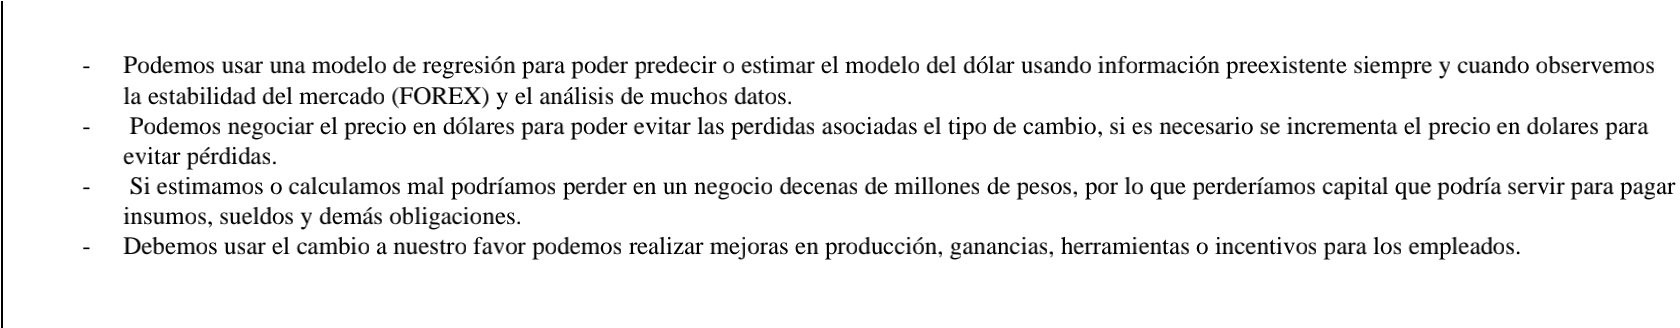 - Podemos usar una modelo de regresión para poder predecir o estimar el modelo del dólar usando información preexistente siempre y cuando observemos
la estabilidad del mercado (FOREX) y el análisis de muchos datos.
- Podemos negociar el precio en dólares para poder evitar las perdidas asociadas el tipo de cambio, si es necesario se incrementa el precio en dolares para
evitar pérdidas.
- Si estimamos o calculamos mal podríamos perder en un negocio decenas de millones de pesos, por lo que perderíamos capital que podría servir para pagar
insumos, sueldos y demás obligaciones.
- Debemos usar el cambio a nuestro favor podemos realizar mejoras en producción, ganancias, herramientas o incentivos para los empleados.